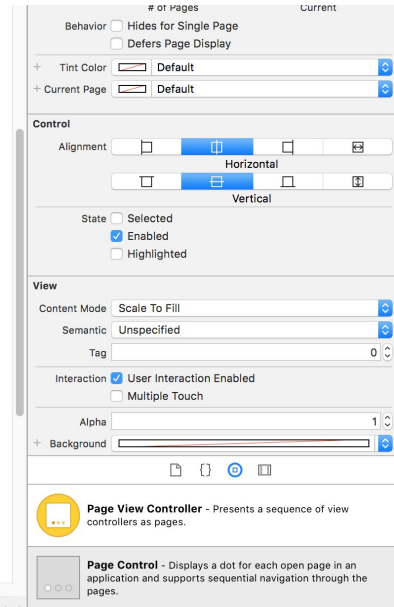 # of Pages Current
Behavior Hides for Single Page
Defers Page Display
+ Tint Color Default
+ Current Page Default
Control
Alignment
Horizontal
Vertical
State Selected
Enabled
Highlighted
View
Content Mode Scale To Fill
Semantic Unspecified
Tag 0
Interaction User Interaction Enabled
Multiple Touch
Alpha 1
+ Background
{}
Page View Controller - Presents a sequence of view
controllers as pages.
Page Control - Displays a dot for each open page in an
application and supports sequential navigation through the
pages.